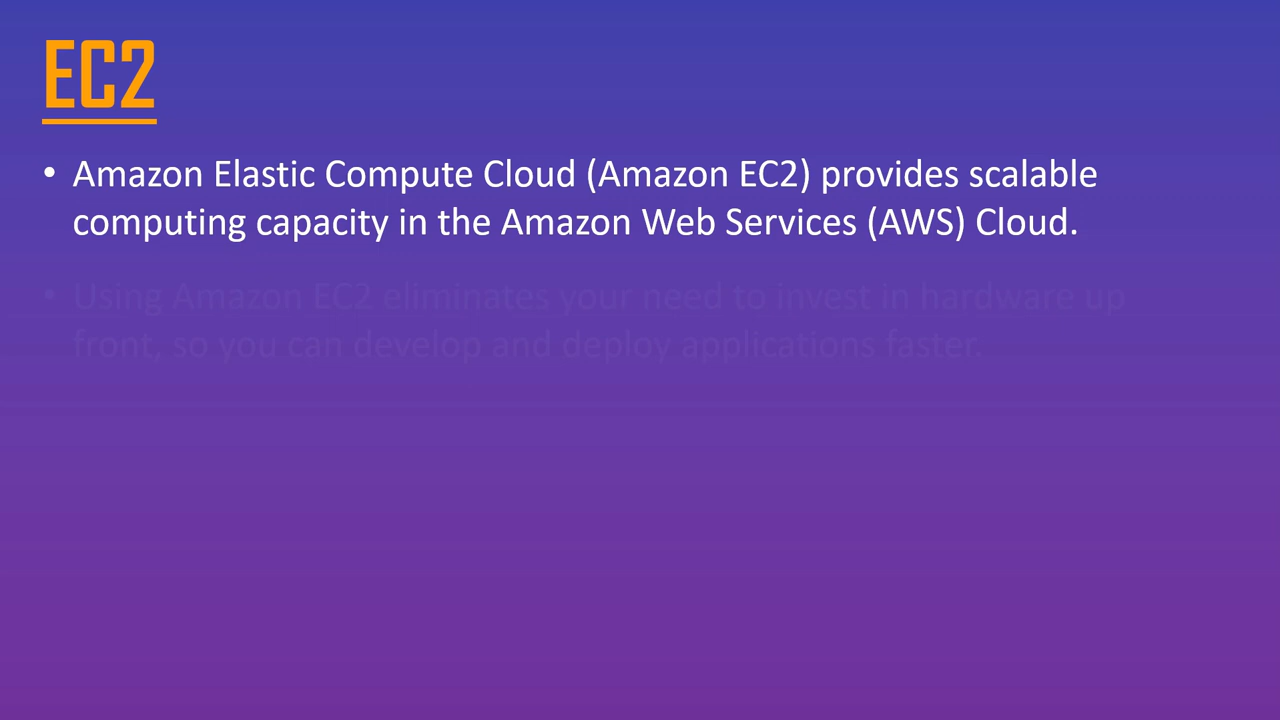 EC2
• Amazon Elastic Compute Cloud (Amazon EC2) provides scalable
computing capacity in the Amazon Web Services (AWS) Cloud.
• Using Amazon EC2 eliminates your need to invest in hardware up
front, so you can develop and deploy applications faster.